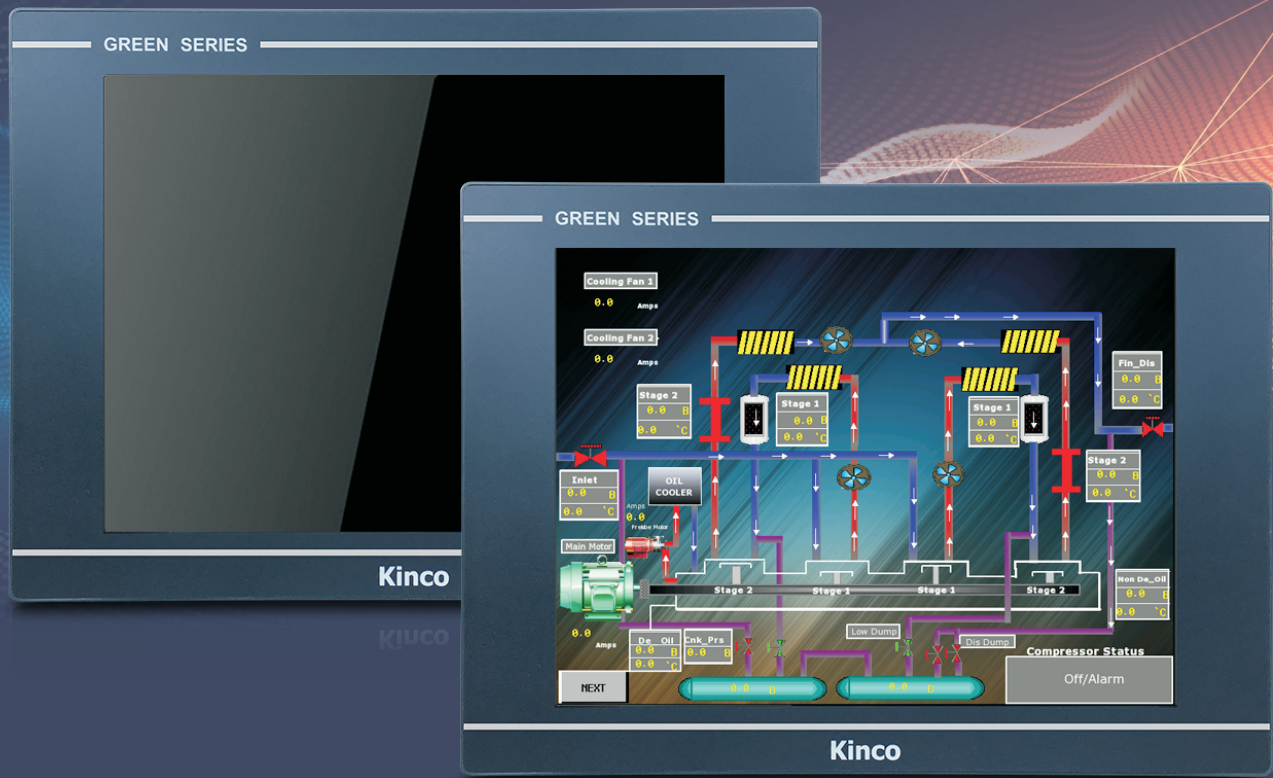 GREEN SERIES
Kinco
GREEN SERIES
Cooling Fan 1
0.0 Amps
Cooling Fan 2
0.0 Amps
Stage 2
0.0 B
0.0 `C
Stage 1
0.0 B
0.0 `C
Stage 1
0.0 B
0.0 `C
Fln_Dis
0.0 B
0.0 `C
Stage 2
0.0 B
0.0 `C
Inlet
0.0 B
0.0 `C
OIL
COOLER
Amps
0.0
Prelube Motor
Main Motor
Stage 2 Stage 1 Stage 1 Stage 2
Non De_Oil
0.0 B
0.0 `C
0.0
Amps
De_Oil
0.0 B
0.0 `C
Cnk_Prs
0.0 B
Low Dump
Dis Dump
Compressor Status
Off/Alarm
NEXT
0.0 B
0.0
Kinco